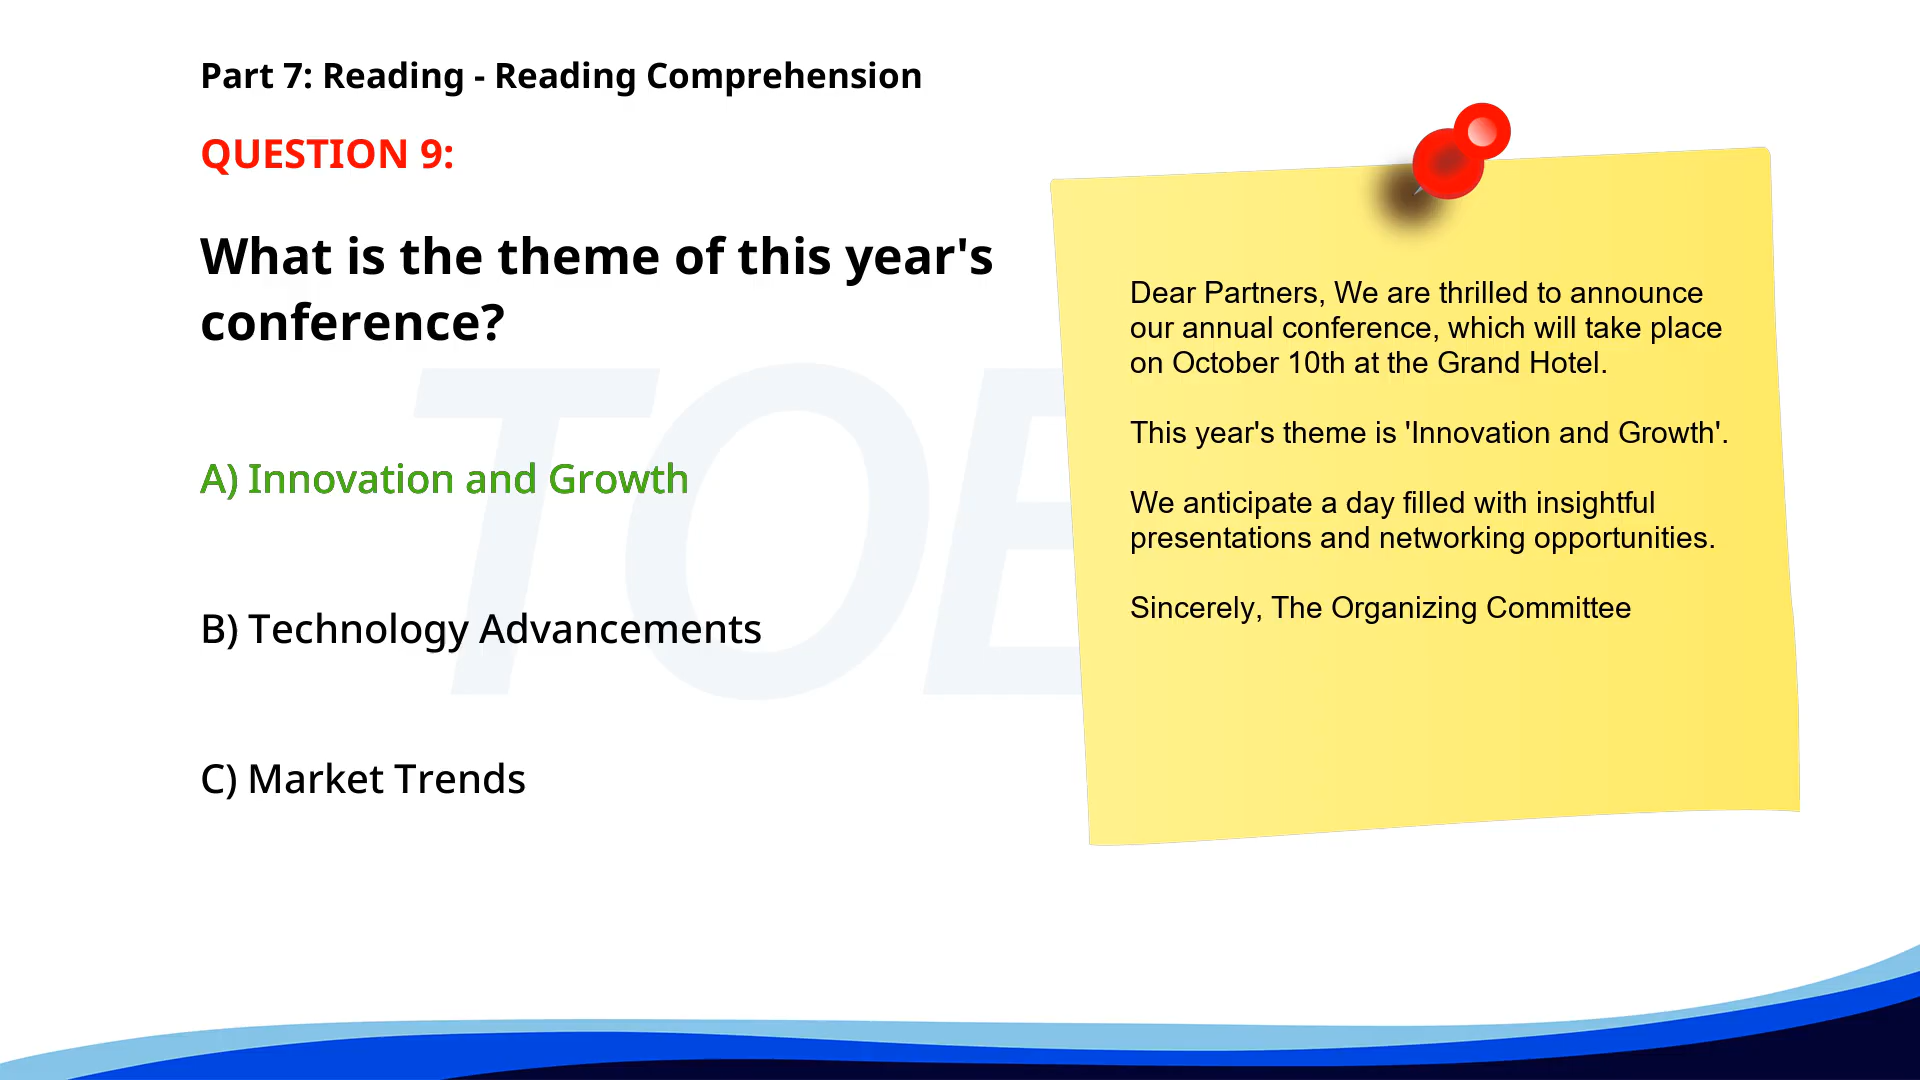 Part 7: Reading - Reading Comprehension
QUESTION 9:
What is the theme of this year's
conference?
A) Innovation and Growth
B) Technology Advancements
C) Market Trends
Dear Partners, We are thrilled to announce
our annual conference, which will take place
on October 10th at the Grand Hotel.
This year's theme is 'Innovation and Growth'.
We anticipate a day filled with insightful
presentations and networking opportunities.
Sincerely, The Organizing Committee